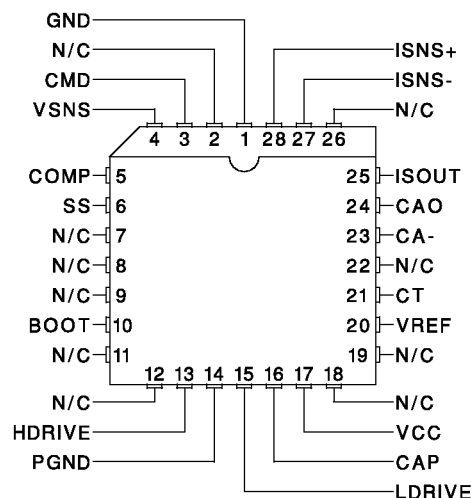 GND
N/C
CMD
VSNS
ISNS+
ISNS-
N/C
4 3 2 1 28 27 26
COMP 5 25 ISOUT
SS 6 24 CAO
N/C 7 23 CA-
N/C 8 22 N/C
N/C 9 21 CT
BOOT 10 20 VREF
N/C 11 19 N/C
12 13 14 15 16 17 18
N/C
HDRIVE
PGND
N/C
VCC
CAP
LDRIVE